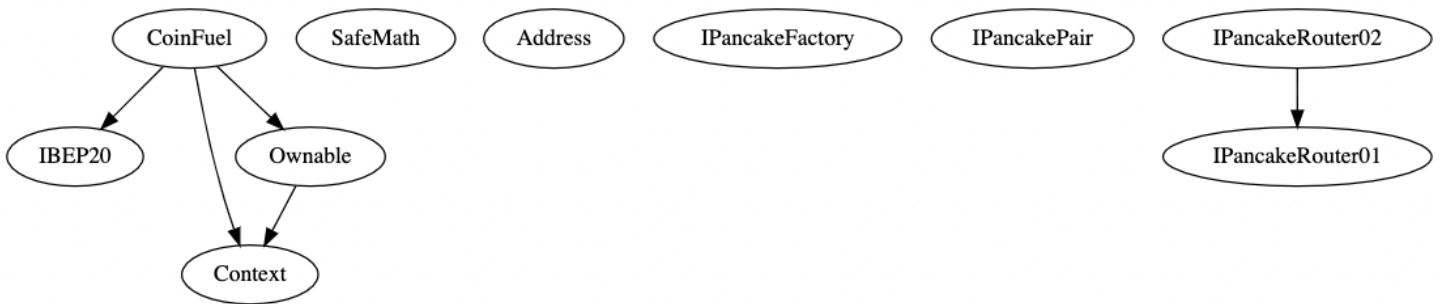 CoinFuel
SafeMath
Address
IPancakeFactory
IPancakePair
IPancakeRouter02
IBEP20
Ownable
IPancakeRouter01
Context